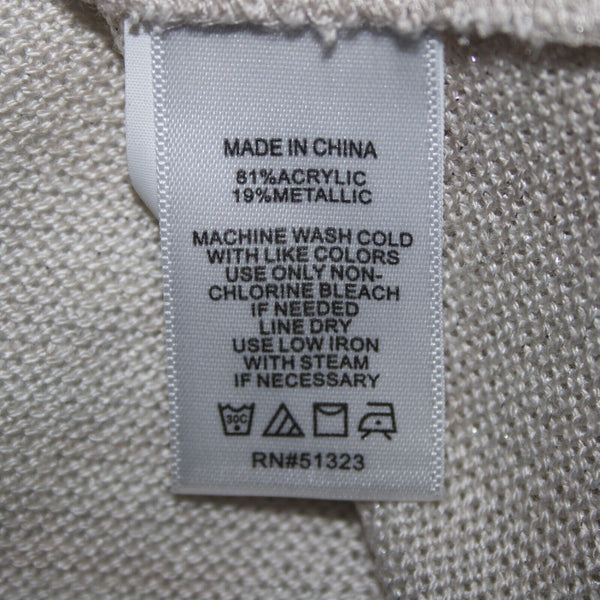 MADE IN CHINA
81%ACRYLIC
19%METALLIC
MACHINE WASH COLD
WITH LIKE COLORS
USE ONLY NON-
CHLORINE BLEACH
IF NEEDED
LINE DRY
USE LOW IRON
WITH STEAM
IF NECESSARY
30C
RN#51323